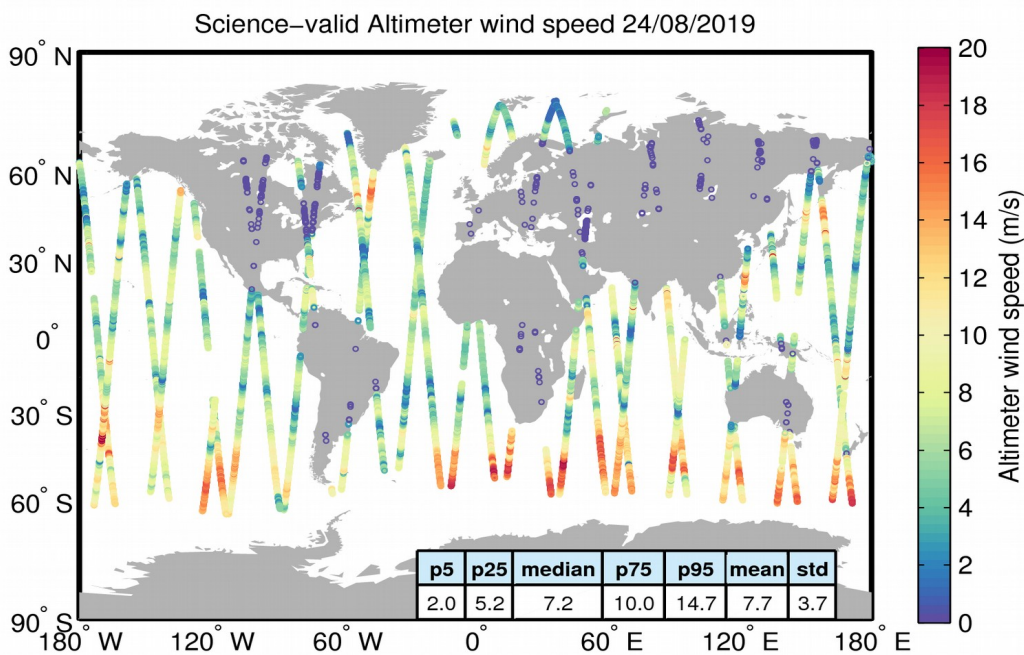 Science−valid Altimeter wind speed 24/08/2019
90° N
60° N
30° N
0°
30° S
60° S
90° S
180° W
120° W
60° W
0°
60° E
120° E
180° E
p5 p25 median p75 p95 mean std
2.0 5.2 7.2 10.0 14.7 7.7 3.7
20
18
16
14
12
10
8
6
4
2
0
Altimeter wind speed (m/s)